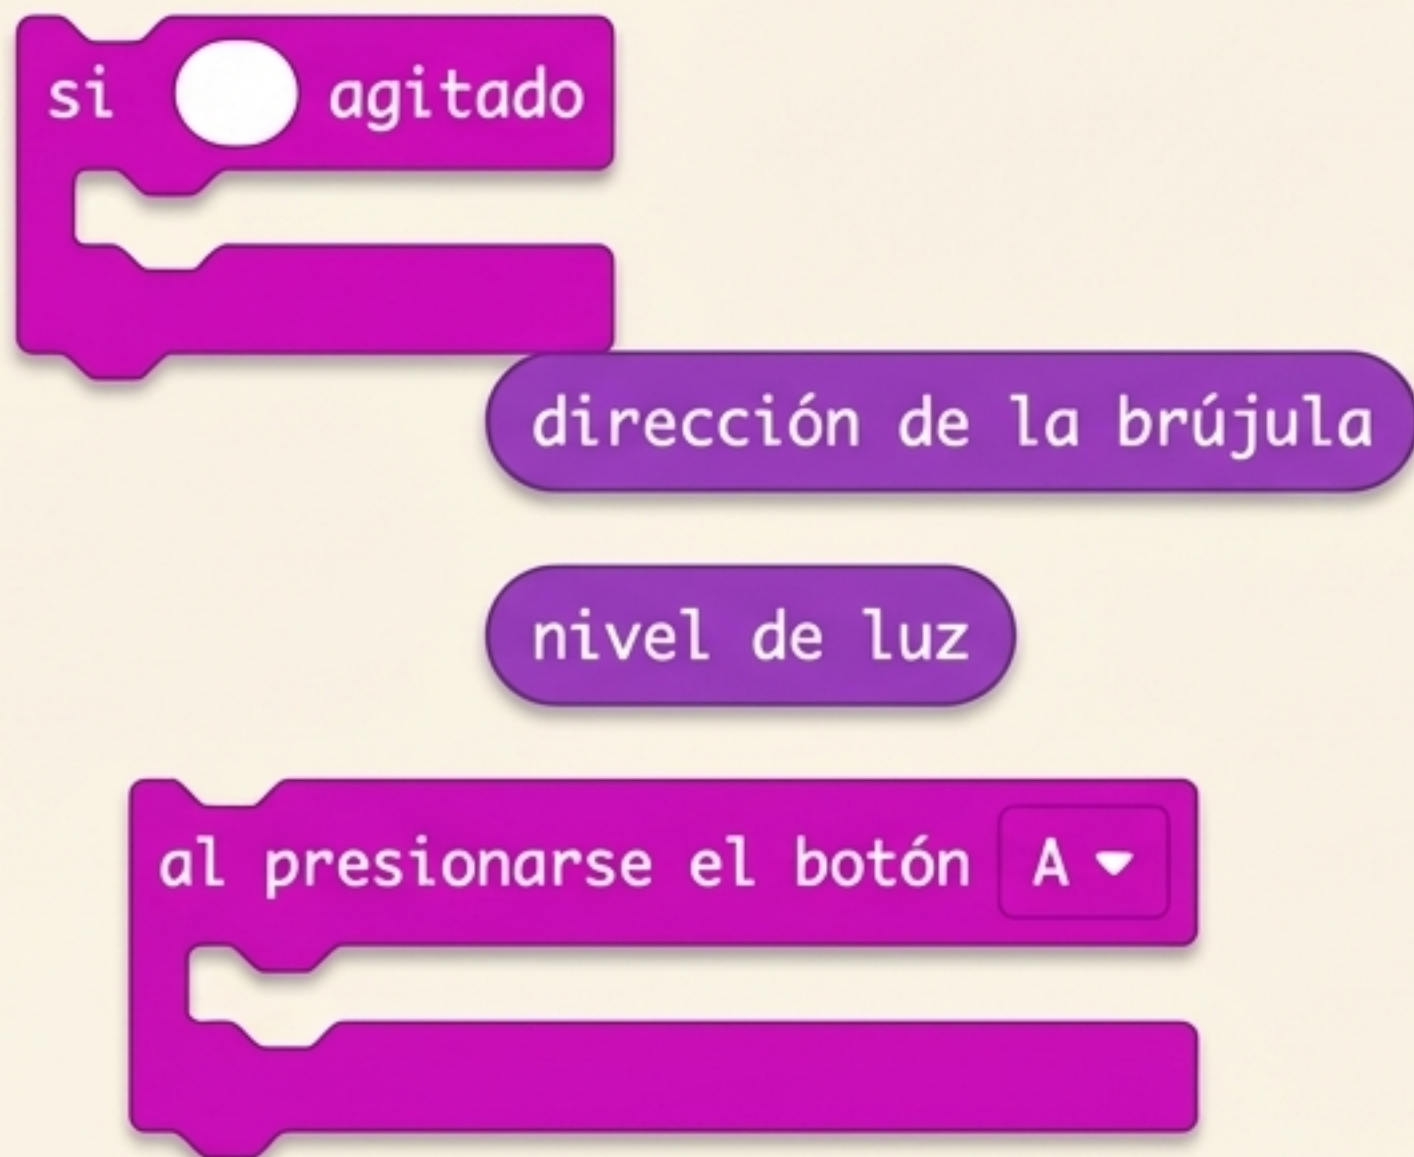 si agitado
dirección de la brújula
nivel de luz
al presionarse el botón A